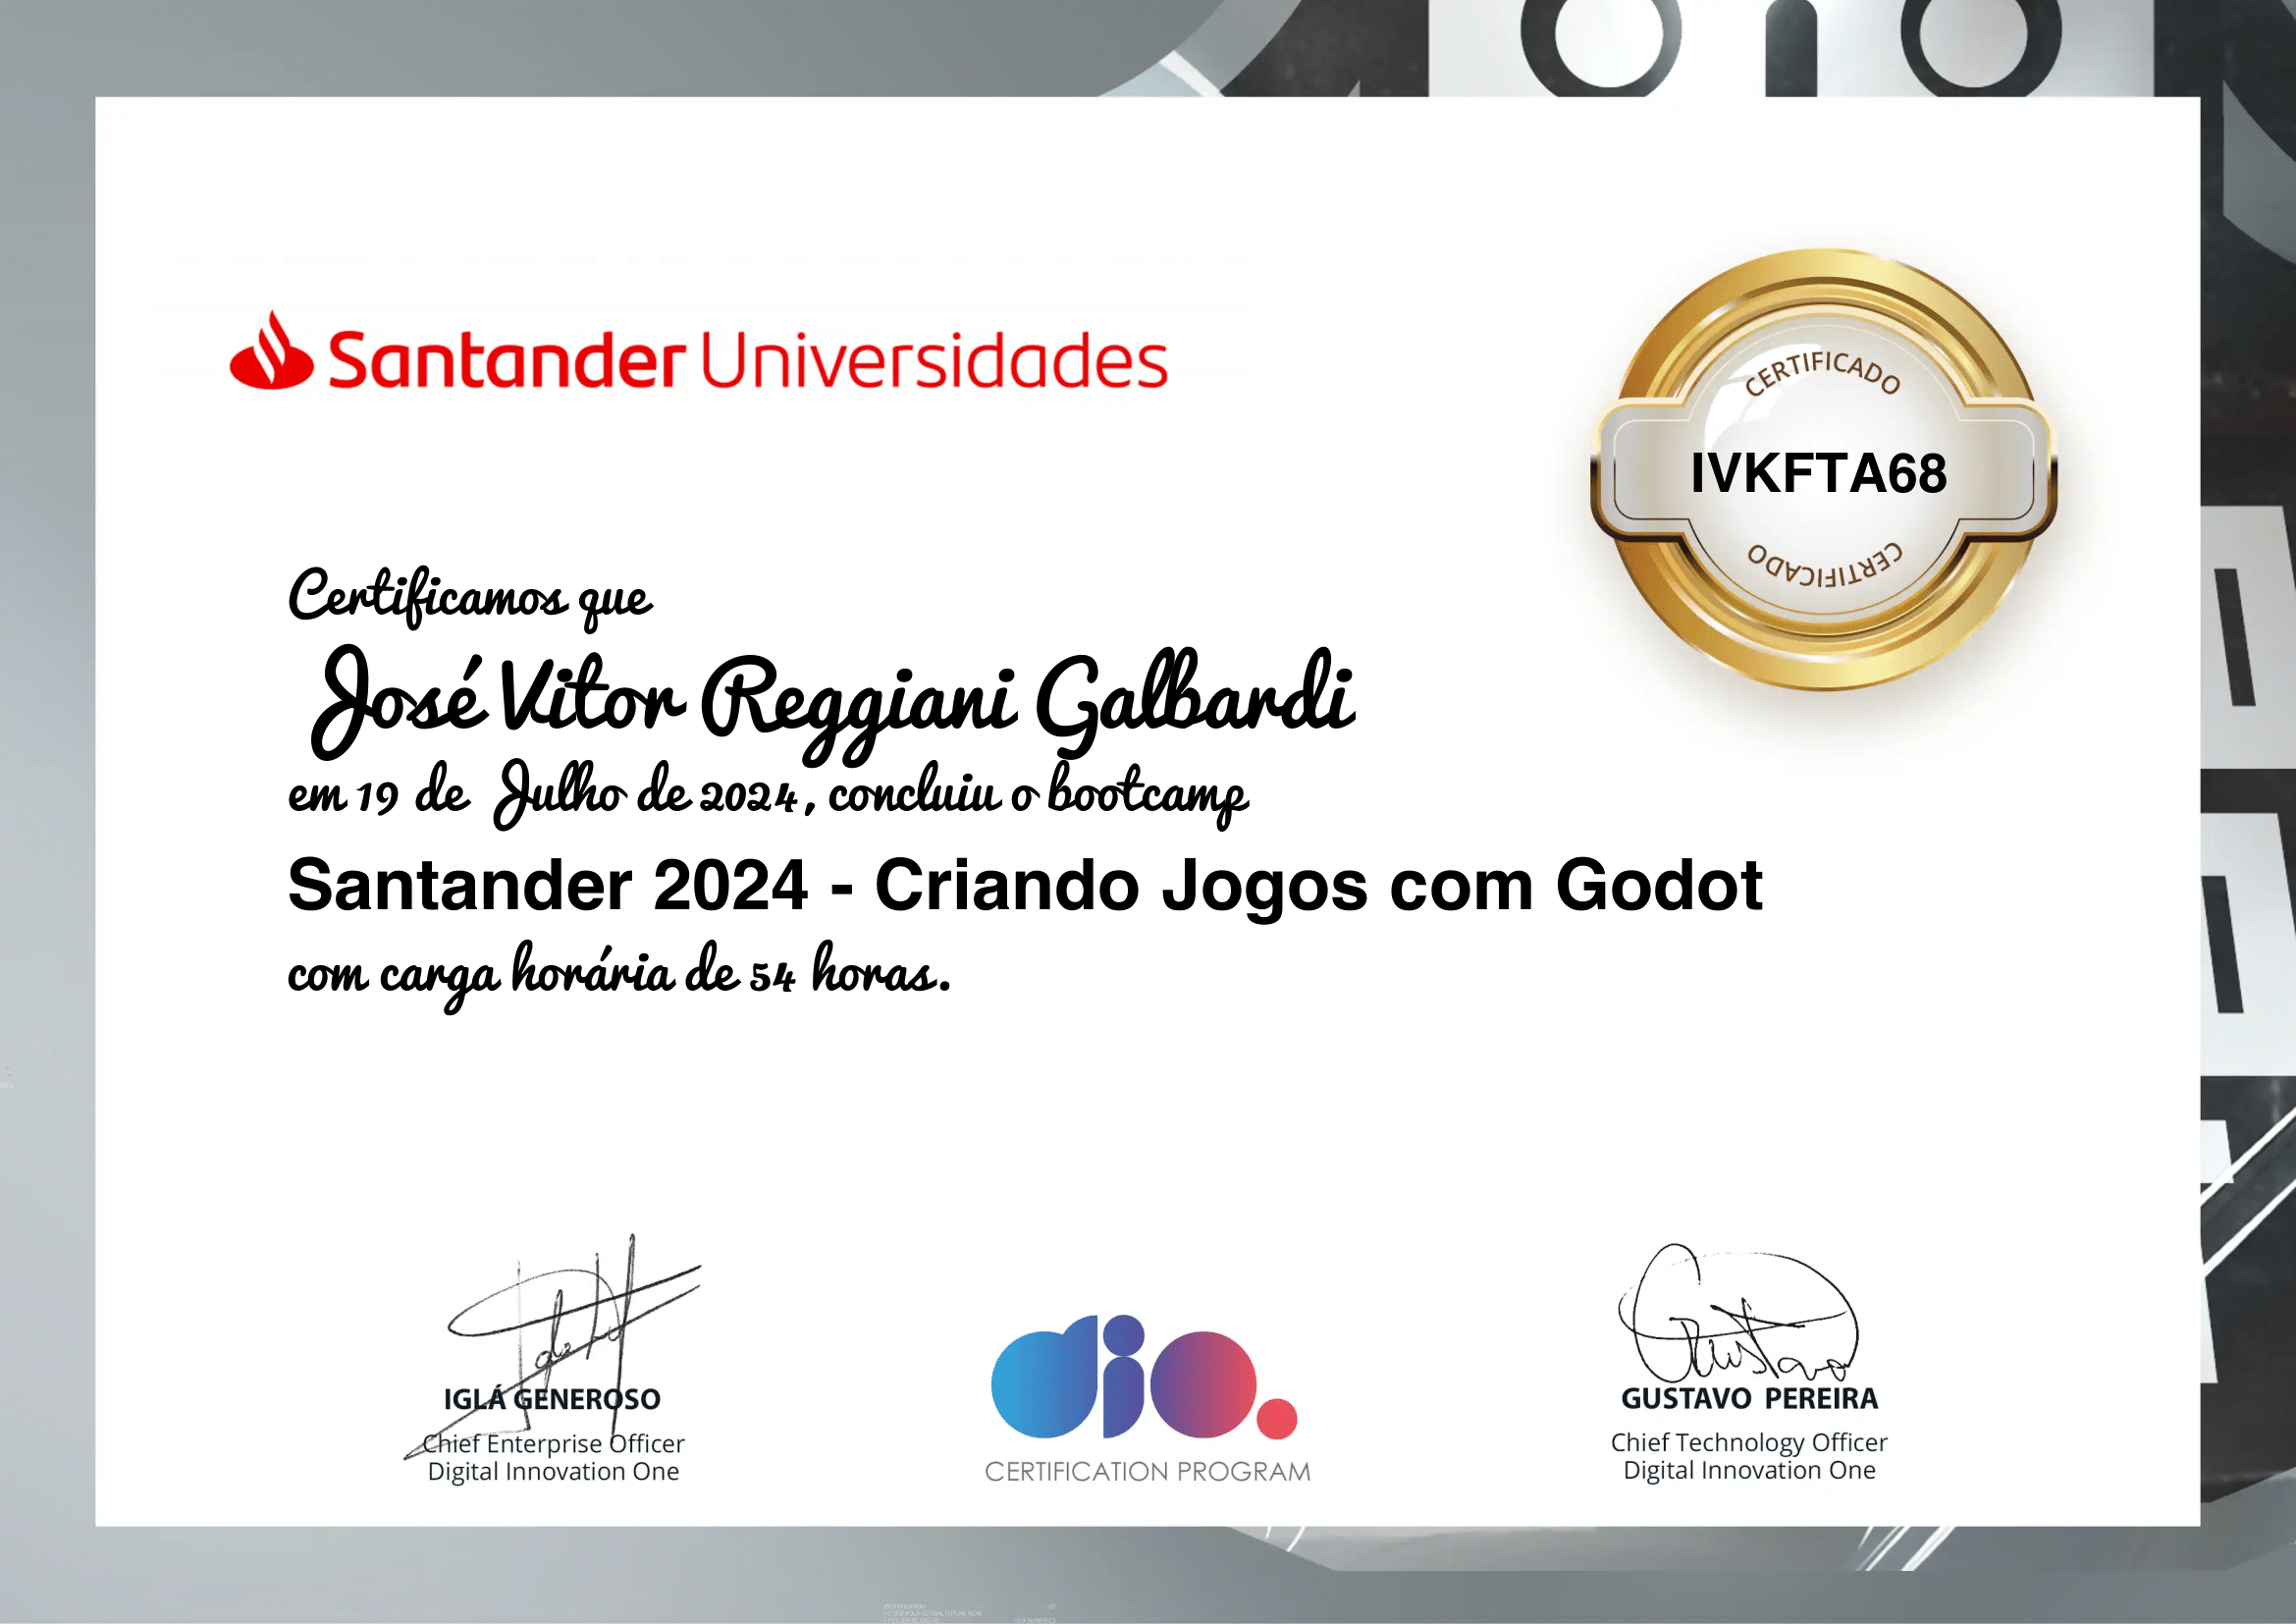 Santander Universidades
CERTIFICADO
IVKFTA68
CERTIFICADO
Certificamos que
José Vitor Reggiani Galbardi
em 19 de Julho de 2024, concluiu o bootcamp
Santander 2024 - Criando Jogos com Godot
com carga horária de 54 horas.
IGLÁ GENEROSO
Chief Enterprise Officer
Digital Innovation One
dio.
CERTIFICATION PROGRAM
Gustavo
GUSTAVO PEREIRA
Chief Technology Officer
Digital Innovation One